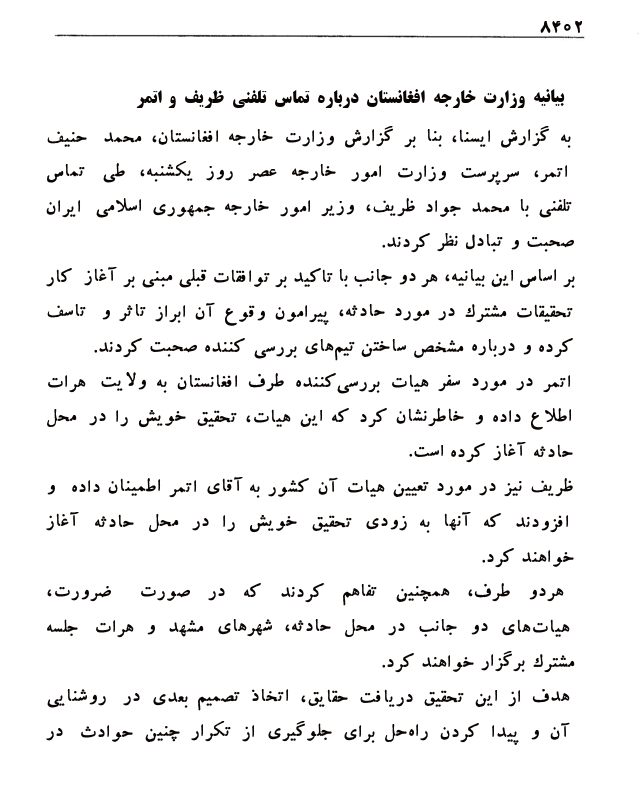 ۸۴۰۲
بیانیه وزارت خارجه افغانستان درباره تماس تلفنی ظریف و اتمر
به گزارش ایسنا، بنا بر گزارش وزارت خارجه افغانستان، محمد حنیف
اتمر، سرپرست وزارت امور خارجه عصر روز یکشنبه، طی تماس
تلفنی با محمد جواد ظریف، وزیر امور خارجه جمهوری اسلامی ایران
صحبت و تبادل نظر کردند.
بر اساس این بیانیه، هر دو جانب با تاکید بر توافقات قبلی مبنی بر آغاز کار
تحقیقات مشترك در مورد حادثه، پیرامون وقوع آن ابراز تاثر و تاسف
کرده و درباره مشخص ساختن تیم‌های بررسی کننده صحبت کردند.
اتمر در مورد سفر هیات بررسی‌کننده طرف افغانستان به ولایت هرات
اطلاع داده و خاطرنشان کرد که این هیات، تحقیق خویش را در محل
حادثه آغاز کرده است.
ظریف نیز در مورد تعیین هیات آن کشور به آقای اتمر اطمینان داده و
افزودند که آنها به زودی تحقیق خویش را در محل حادثه آغاز
خواهند کرد.
هردو طرف، همچنین تفاهم کردند که در صورت ضرورت،
هیات‌های دو جانب در محل حادثه، شهرهای مشهد و هرات جلسه
مشترك برگزار خواهند کرد.
هدف از این تحقیق دریافت حقایق، اتخاذ تصمیم بعدی در روشنایی
آن و پیدا کردن راه‌حل برای جلوگیری از تکرار چنین حوادث در